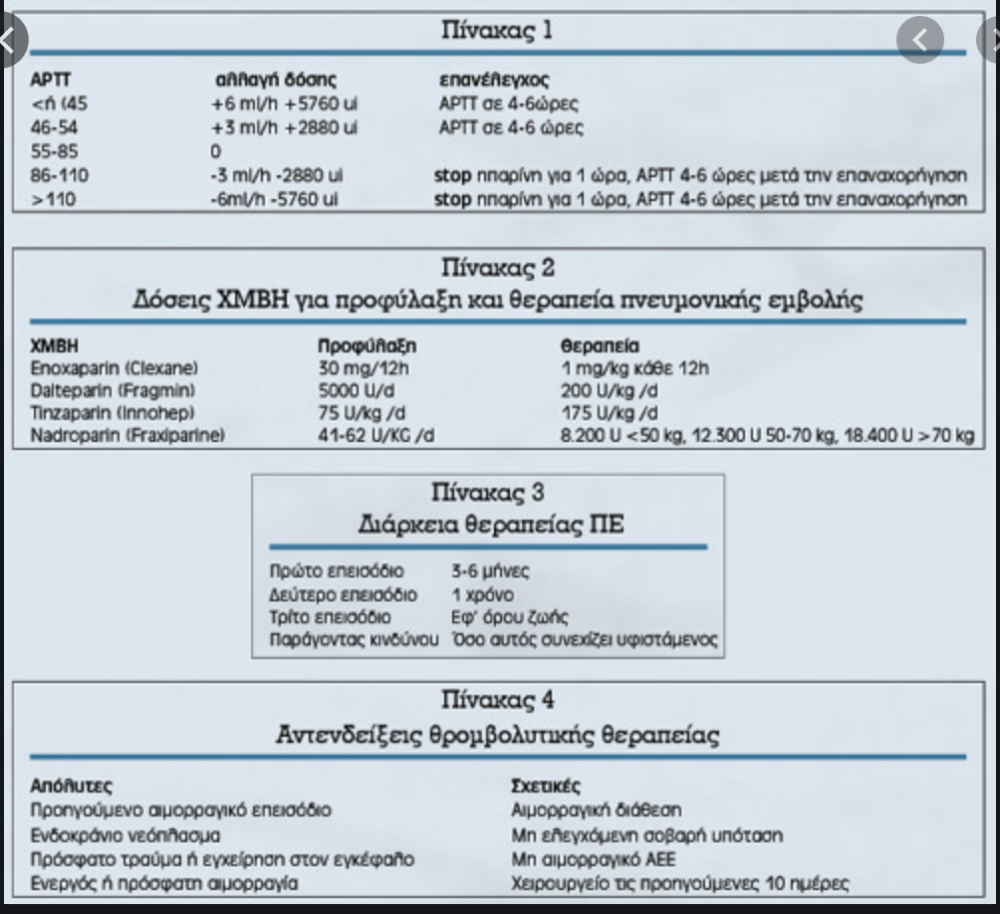 Πίνακας 1
APTT αλλαγή δόσης επανέλεγχος
<ή (45 +6 ml/h +5760 ui APTT σε 4-6ώρες
46-54 +3 ml/h +2880 ui APTT σε 4-6 ώρες
55-85 0
86-110 -3 ml/h -2880 ui stop ηπαρίνη για 1 ώρα, APTT 4-6 ώρες μετά την επαναχορήγηση
>110 -6ml/h -5760 ui stop ηπαρίνη για 1 ώρα, APTT 4-6 ώρες μετά την επαναχορήγηση
Πίνακας 2
Δόσεις ΧΜΒΗ για προφύλαξη και θεραπεία πνευμονικής εμβολής
ΧΜΒΗ Προφύλαξη Θεραπεία
Enoxaparin (Clexane) 30 mg/12h 1 mg/kg κάθε 12h
Dalteparin (Fragmin) 5000 U/d 200 U/kg /d
Tinzaparin (Innohep) 75 U/kg /d 175 U/kg /d
Nadroparin (Fraxiparine) 41-62 U/KG /d 8.200 U <50 kg, 12.300 U 50-70 kg, 18.400 U >70 kg
Πίνακας 3
Διάρκεια θεραπείας ΠΕ
Πρώτο επεισόδιο 3-6 μήνες
Δεύτερο επεισόδιο 1 χρόνο
Τρίτο επεισόδιο Εφ' όρου ζωής
Παράγοντας κινδύνου Όσο αυτός συνεχίζει υφιστάμενος
Πίνακας 4
Αντενδείξεις θρομβολυτικής θεραπείας
Απόλυτες Σχετικές
Προηγούμενο αιμορραγικό επεισόδιο Αιμορραγική διάθεση
Ενδοκράνιο νεόπλασμα Μη ελεγχόμενη σοβαρή υπόταση
Πρόσφατο τραύμα ή εγχείρηση στον εγκέφαλο Μη αιμορραγικό ΑΕΕ
Ενεργός ή πρόσφατη αιμορραγία Χειρουργείο τις προηγούμενες 10 ημέρες